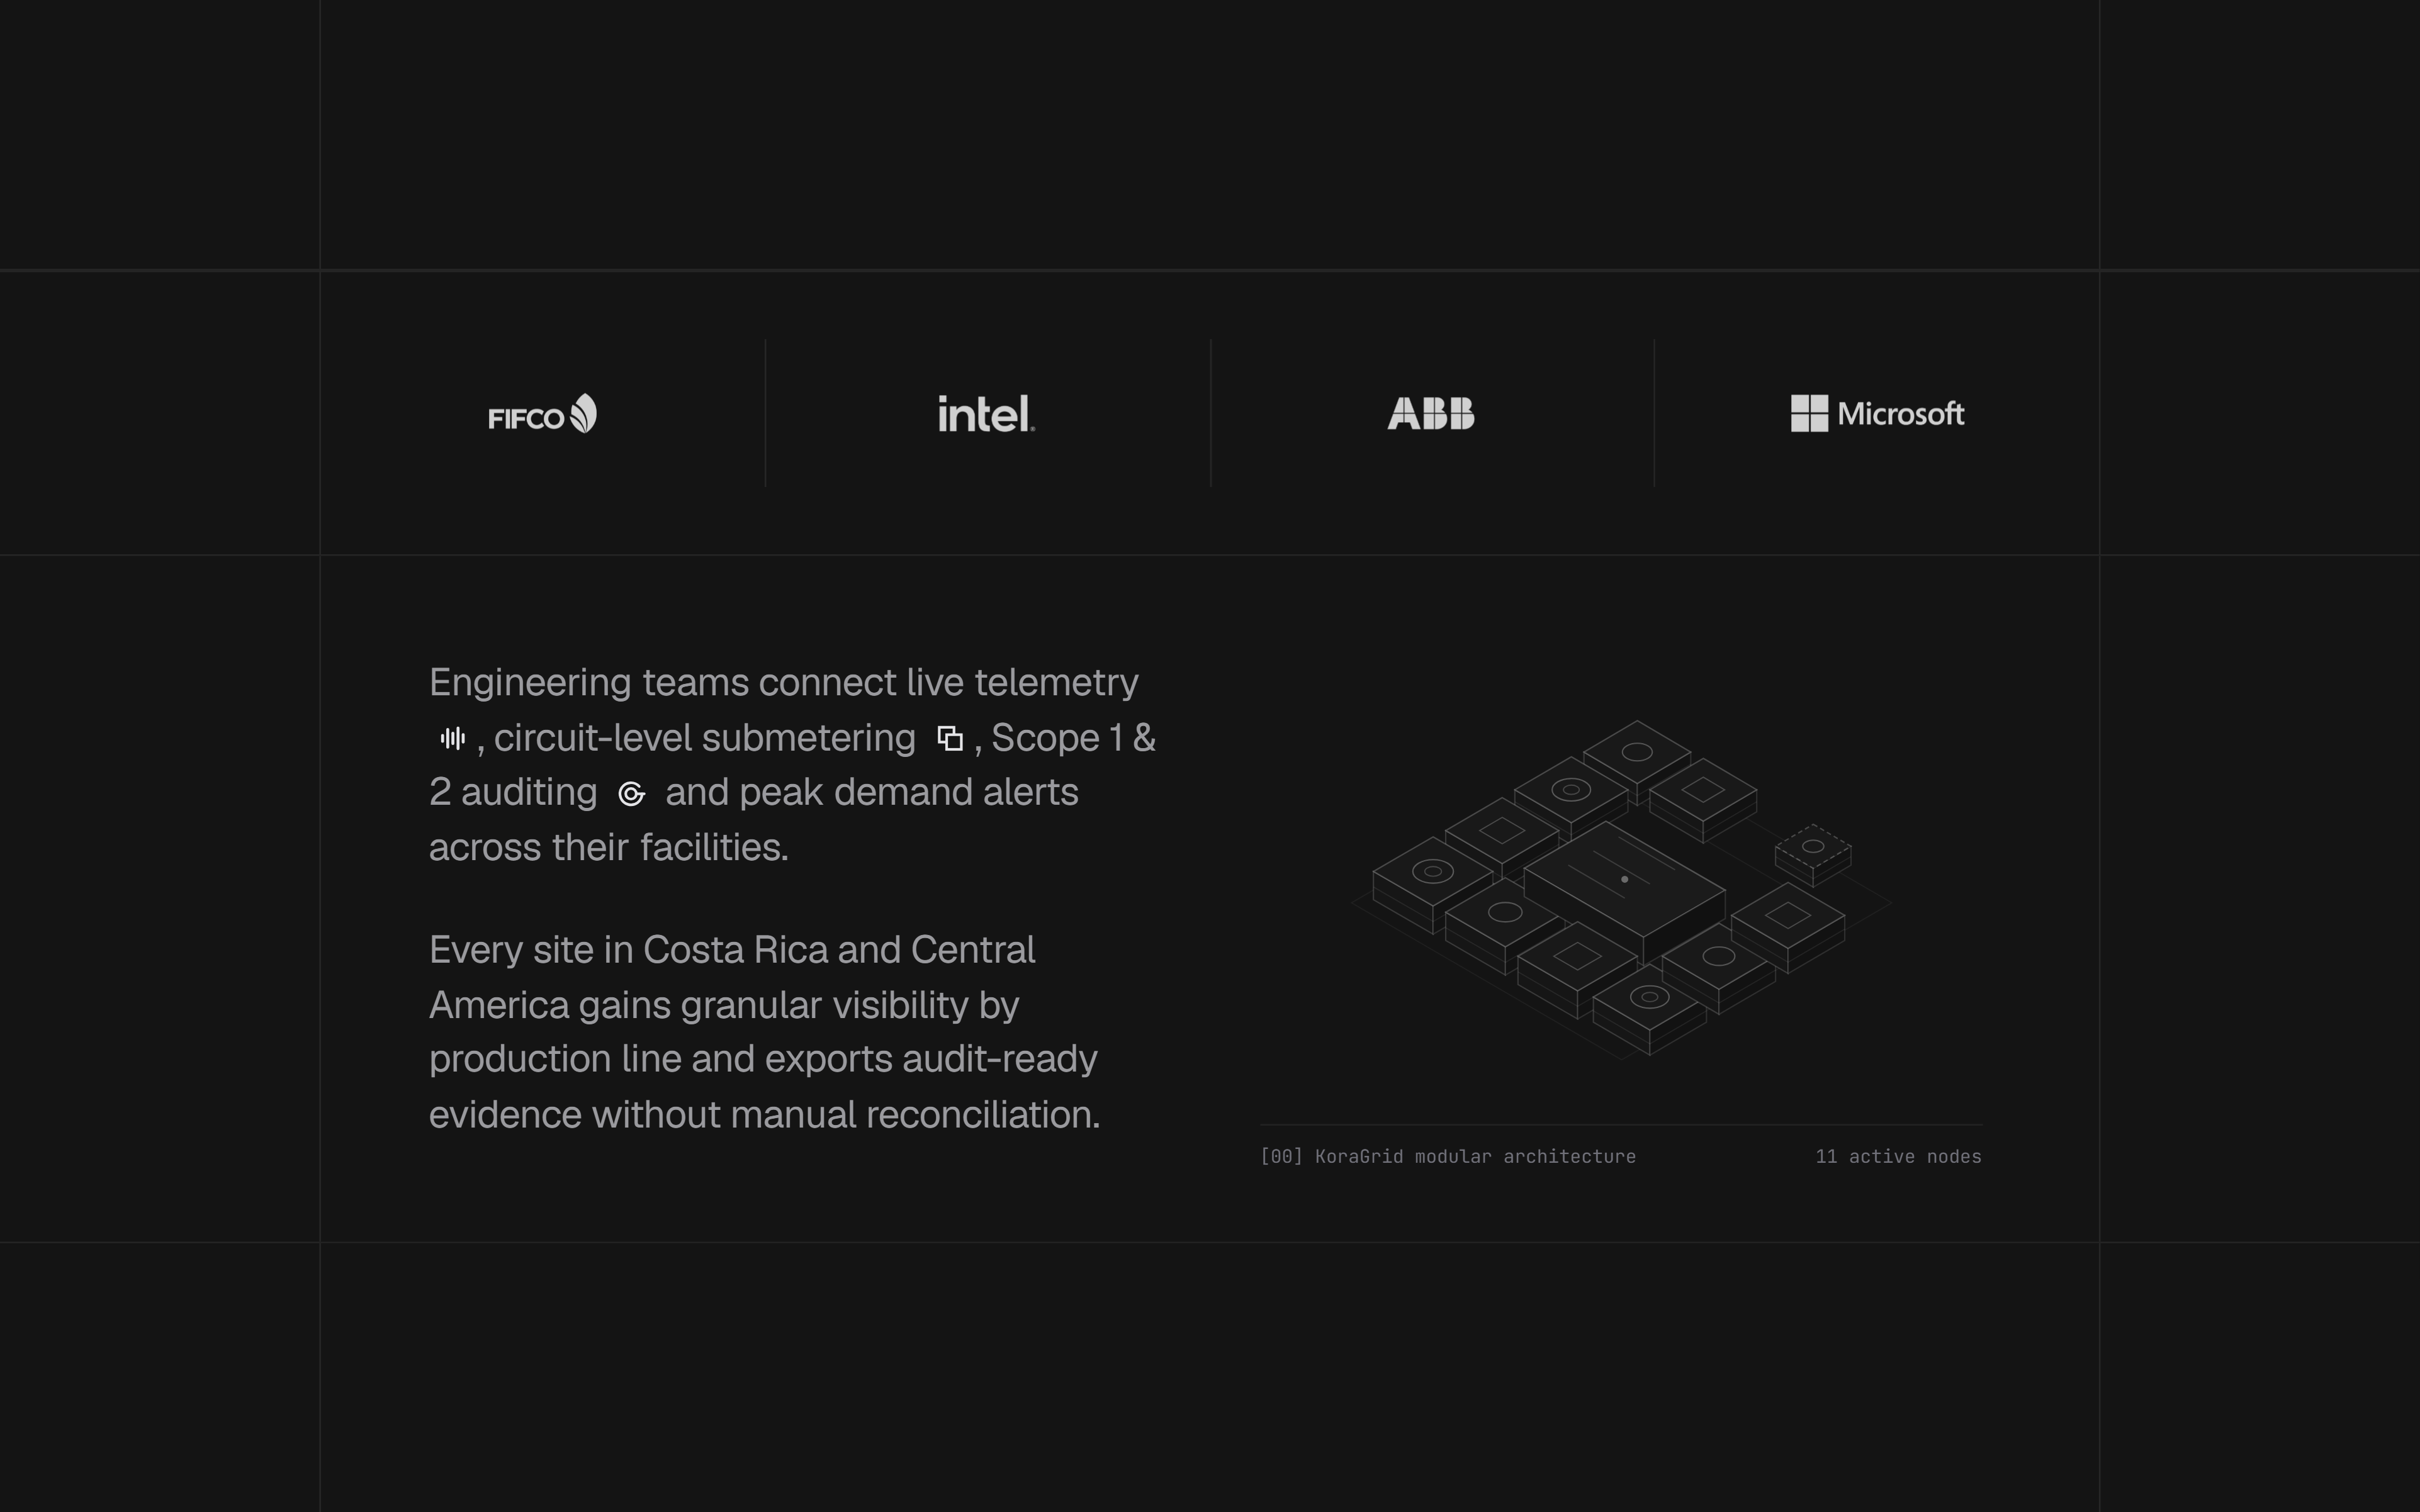 FIFCO
intel.
ABB
Microsoft
Engineering teams connect live telemetry
, circuit-level submetering , Scope 1 &
2 auditing and peak demand alerts
across their facilities.
Every site in Costa Rica and Central
America gains granular visibility by
production line and exports audit-ready
evidence without manual reconciliation.
[00] KoraGrid modular architecture
11 active nodes